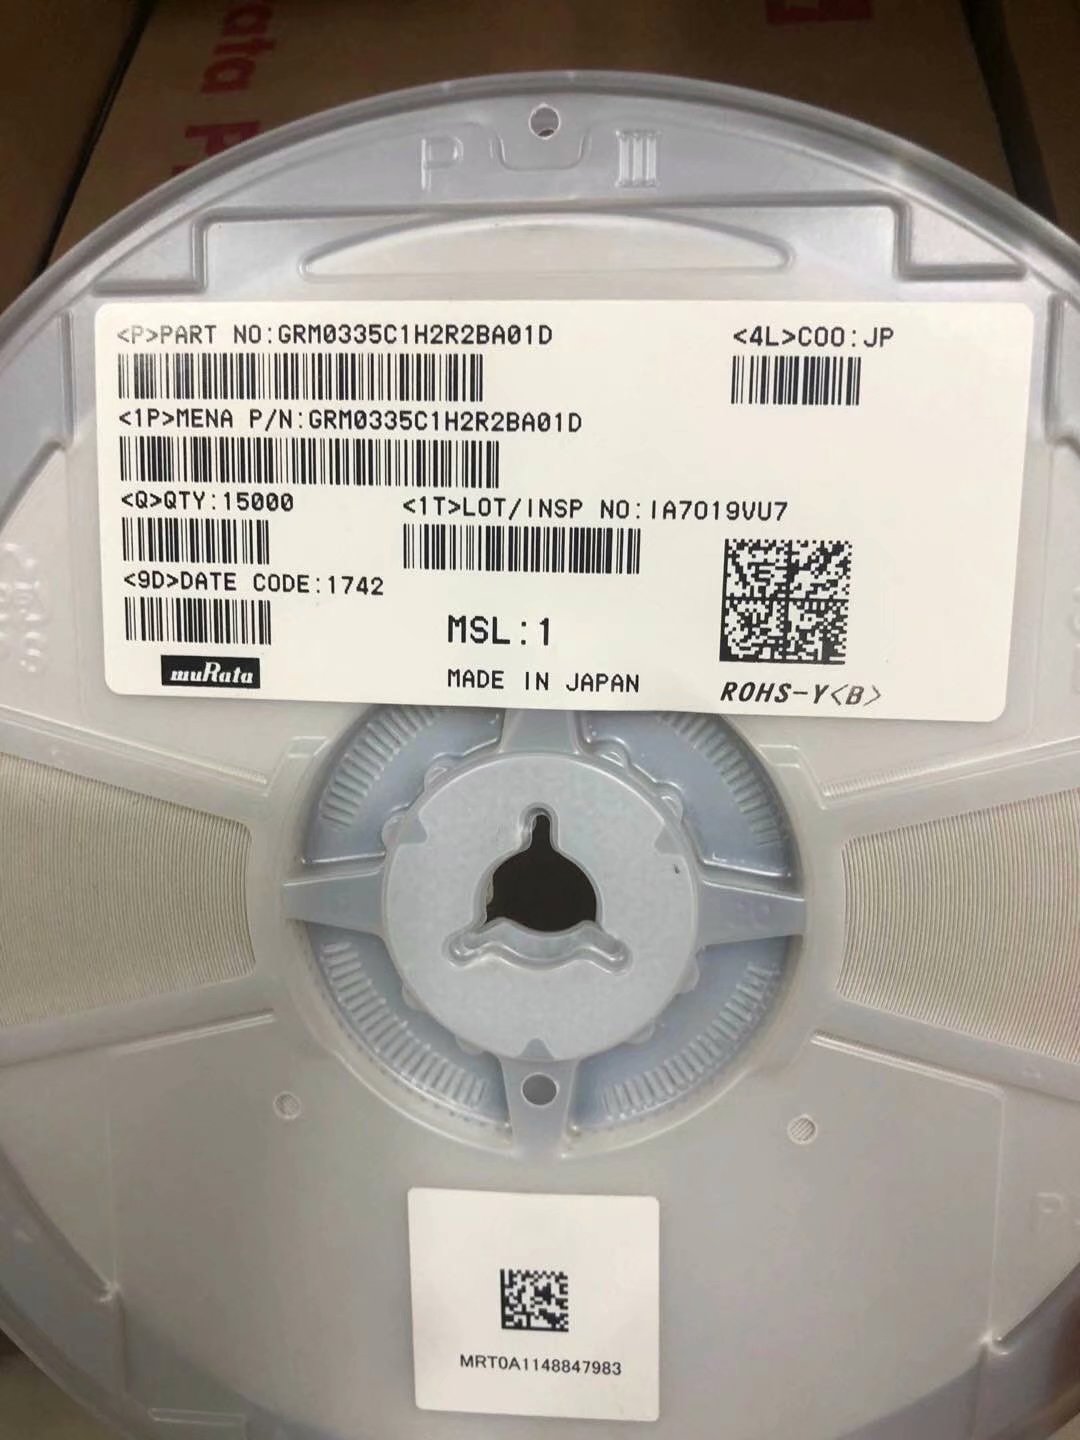 ata P
P
<P>PART NO:GRM0335C1H2R2BA01D
<4L>COO:JP
<1P>MENA P/N:GRM0335C1H2R2BA01D
<Q>QTY:15000
<1T>LOT/INSP NO:IA7019VU7
<9D>DATE CODE:1742
MSL:1
muRata
MADE IN JAPAN
ROHS-Y<B>
MRT0A1148847983